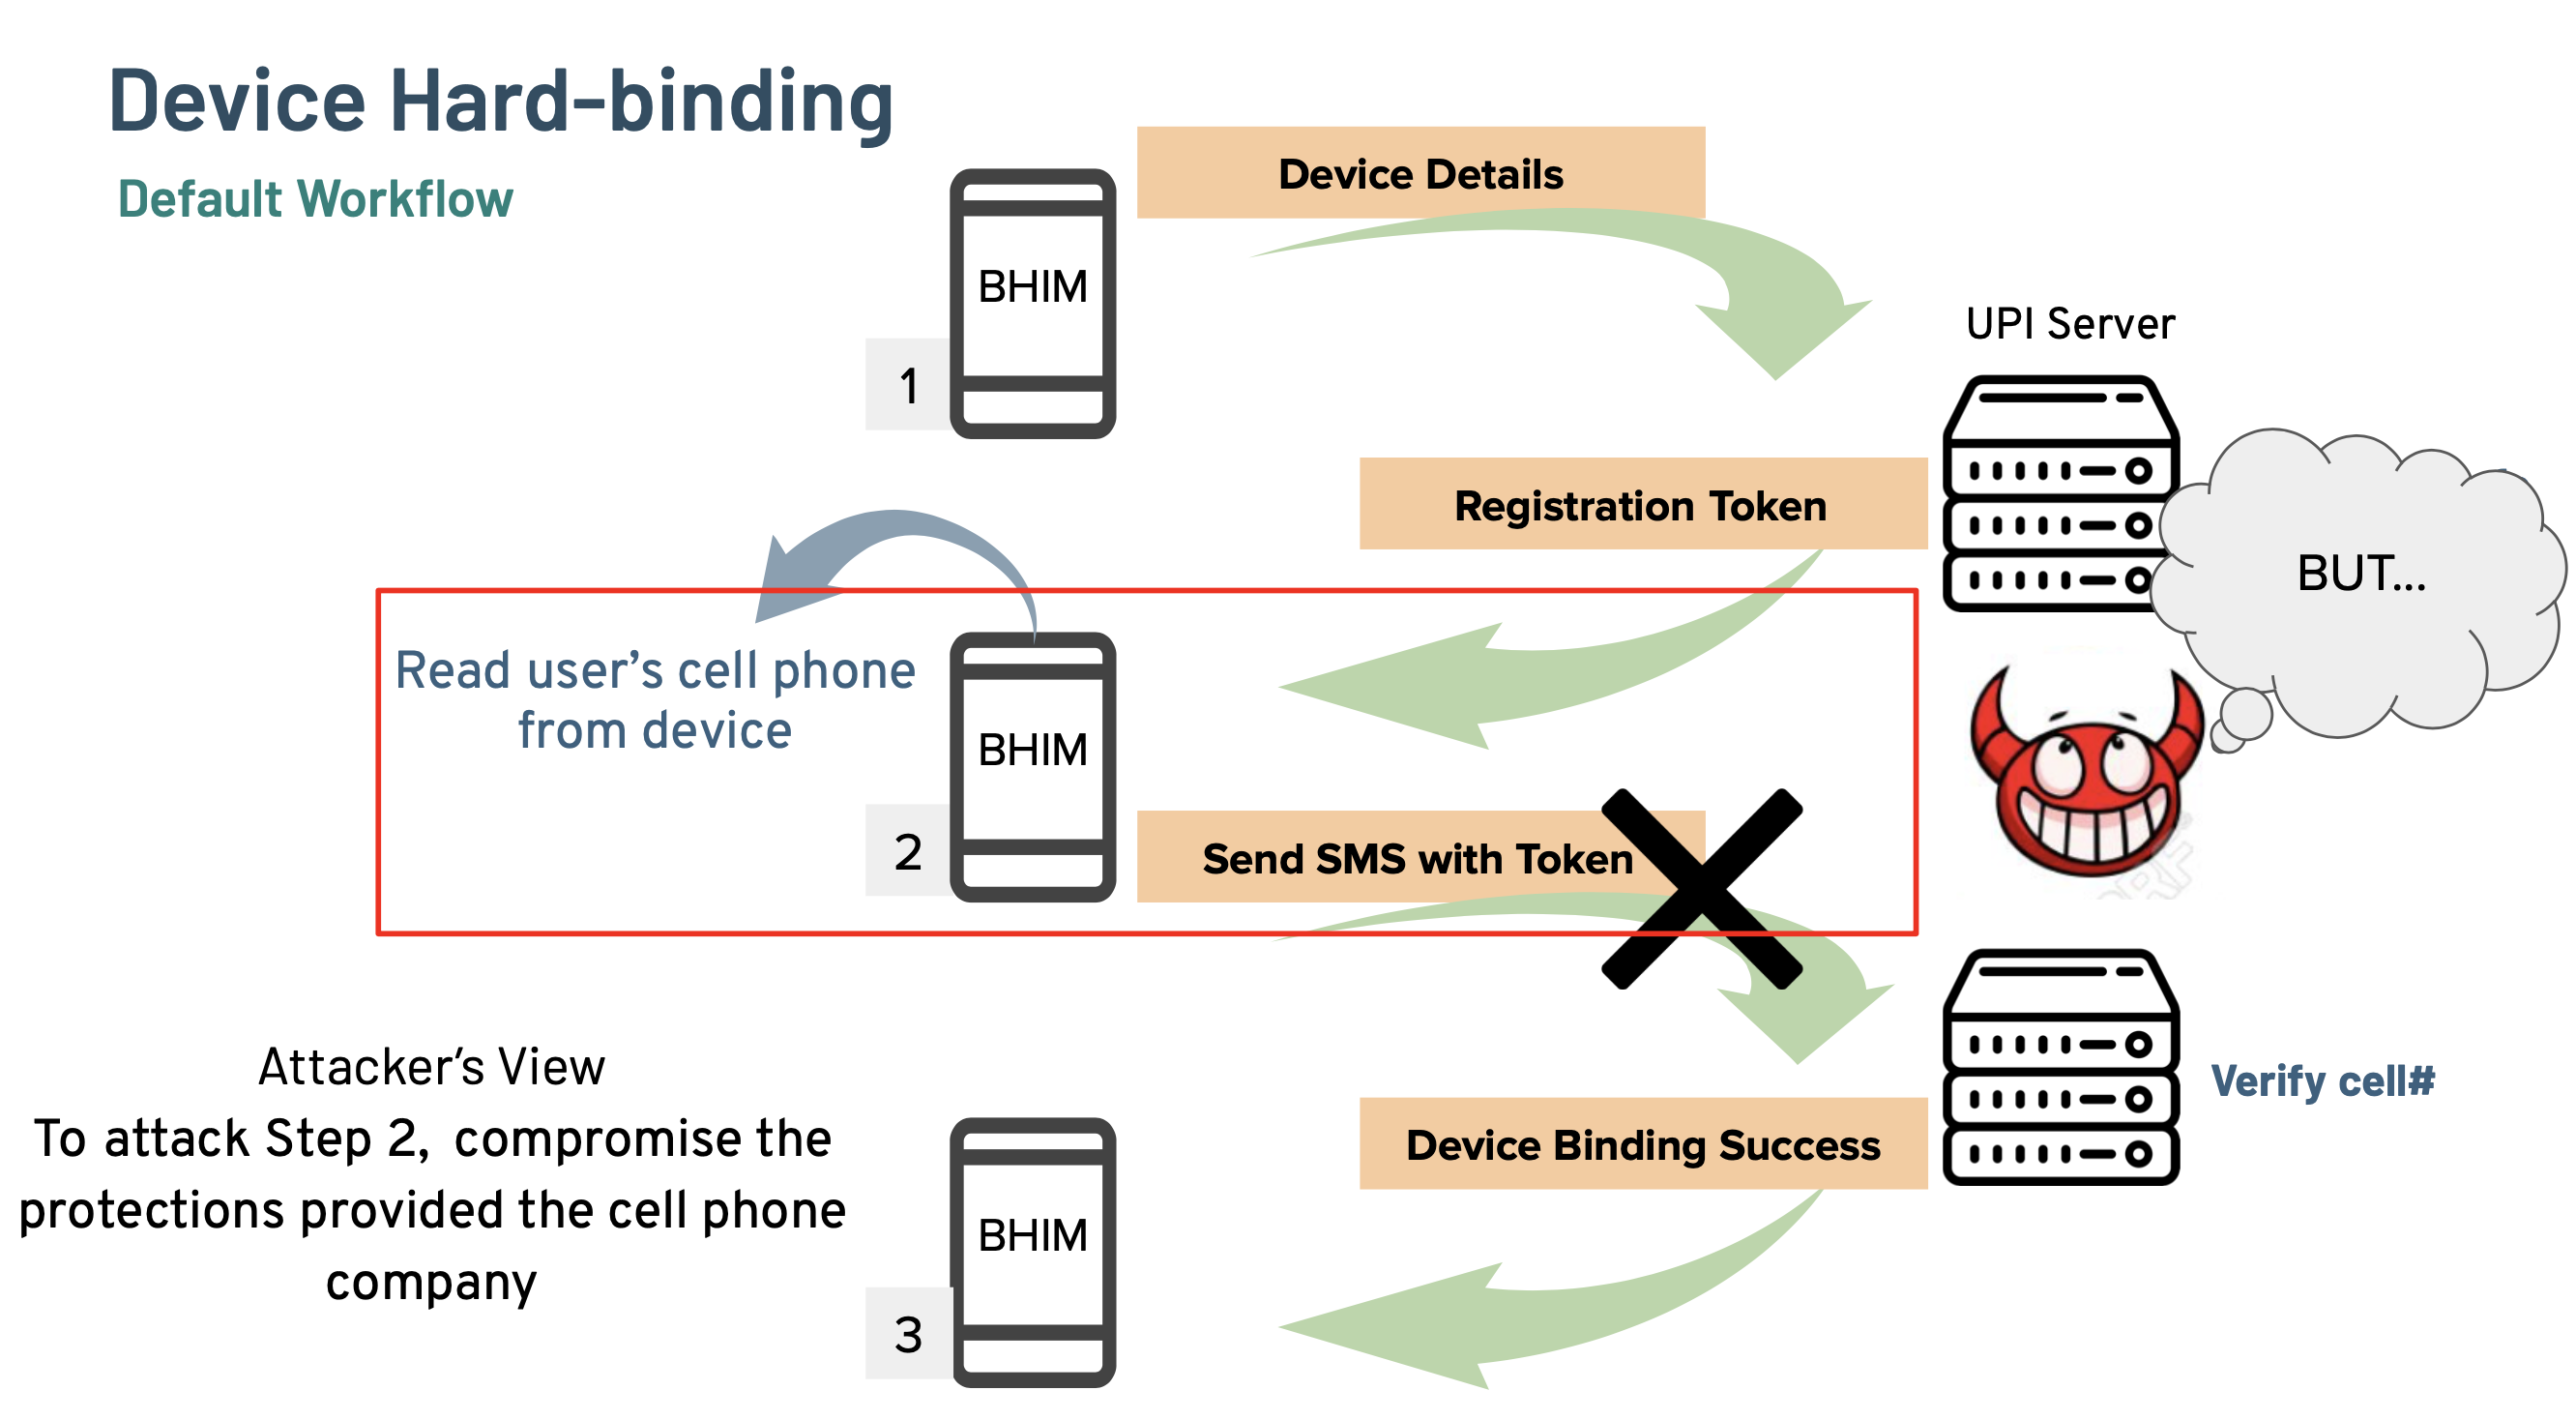 Device Hard-binding
Default Workflow
Device Details
BHIM
1
UPI Server
Registration Token
BUT...
Read user's cell phone
from device
BHIM
2
Send SMS with Token
Verify cell#
Attacker's View
To attack Step 2, compromise the
protections provided the cell phone
company
Device Binding Success
BHIM
3